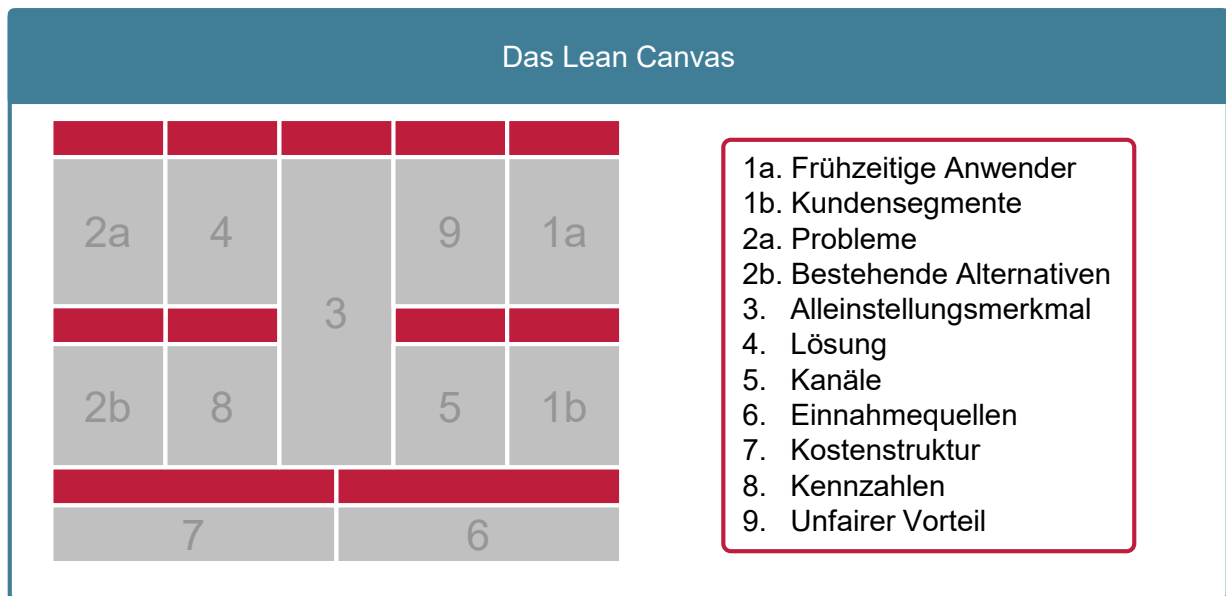 Das Lean Canvas
2a 4 9 1a
3
2b 8 5 1b
7 6
1a. Frühzeitige Anwender
1b. Kundensegmente
2a. Probleme
2b. Bestehende Alternativen
3. Alleinstellungsmerkmal
4. Lösung
5. Kanäle
6. Einnahmequellen
7. Kostenstruktur
8. Kennzahlen
9. Unfairer Vorteil